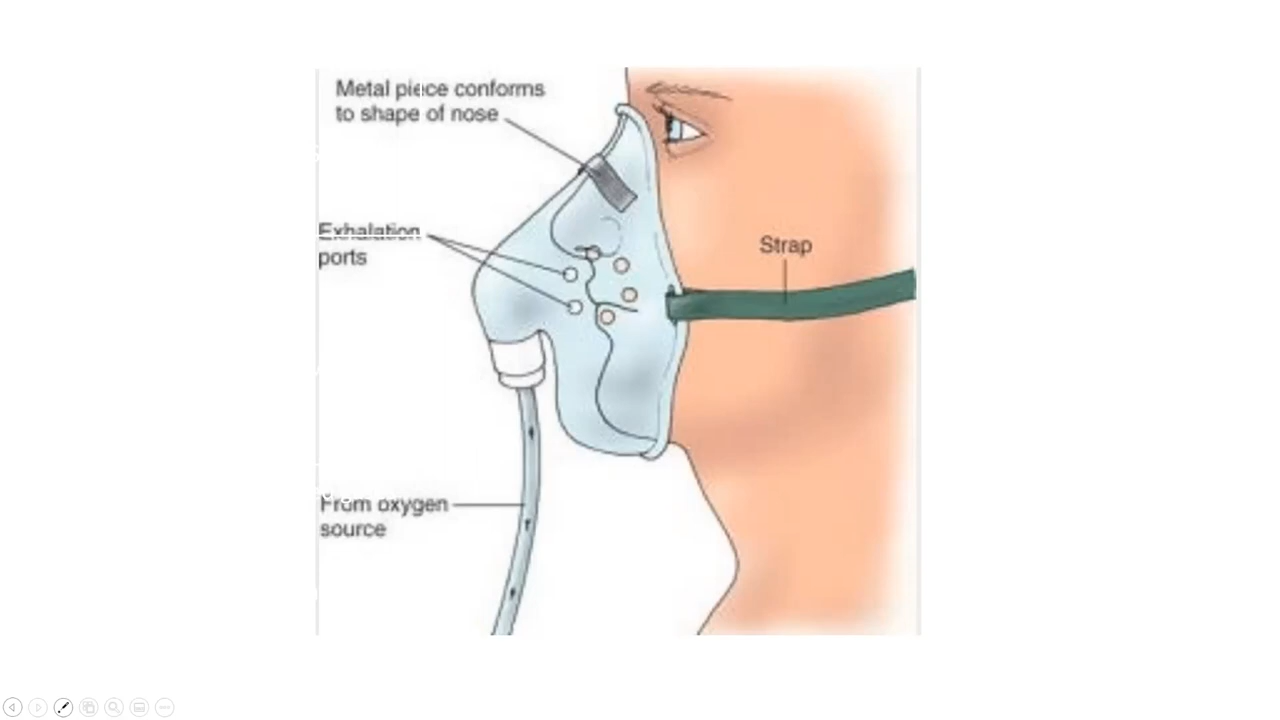 Metal piece conforms
to shape of nose
Exhalation
ports
Strap
From oxygen
source